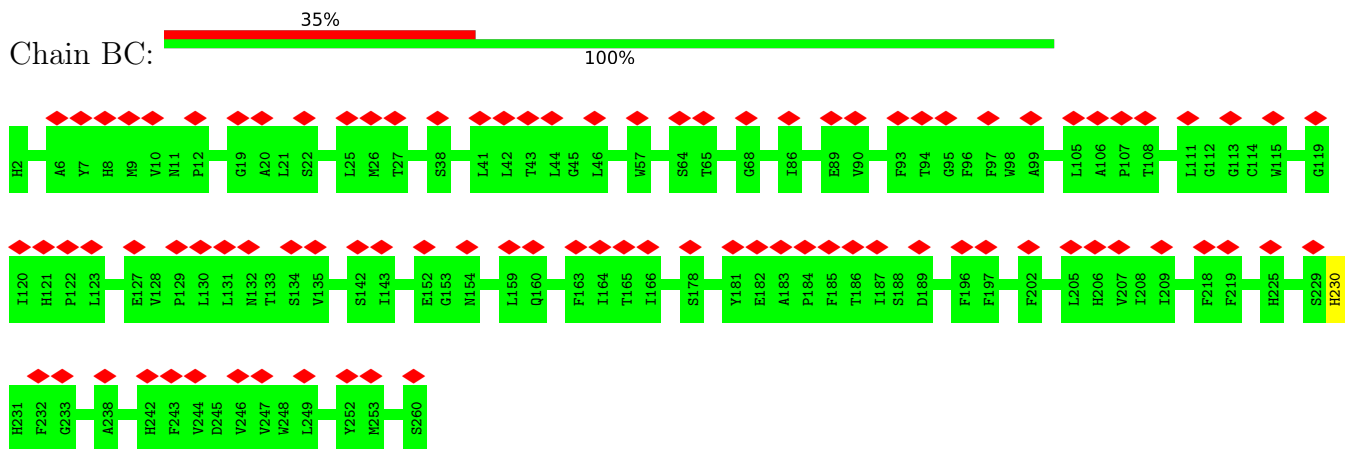 35%
Chain BC:
100%
H2 A6 Y7 H8 M9 V10 N11 P12 G19 A20 L21 S22 L25 M26 T27 S38 L41 L42 T43 L44 G45 L46 W57 S64 T65 G68 I86 E89 V90 F93 T94 G95 F96 F97 W98 A99 L105 A106 P107 T108 L111 G112 G113 C114 W115 G119
I120 H121 P122 L123 E127 V128 P129 L130 L131 N132 T133 S134 V135 S142 I143 E152 G153 N154 L159 Q160 F163 I164 T165 I166 S178 Y181 E182 A183 P184 F185 T186 I187 S188 D189 F196 F197 F202 L205 H206 V207 I208 I209 F218 F219 H225 S229 H230
H231 F232 G233 A238 H242 F243 V244 D245 V246 V247 W248 L249 Y252 M253 S260